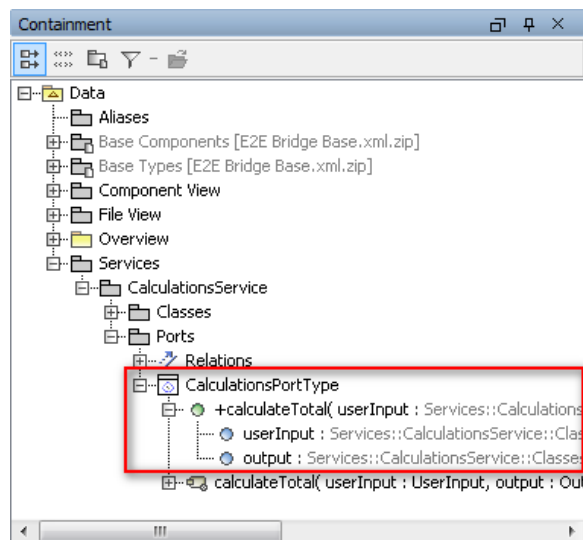 Containment
Data
Aliases
Base Components [E2E Bridge Base.xml.zip]
Base Types [E2E Bridge Base.xml.zip]
Component View
File View
Overview
Services
CalculationsService
Classes
Ports
Relations
CalculationsPortType
+calculateTotal( userInput : Services::Calculations
userInput : Services::CalculationsService::Clas
output : Services::CalculationsService::Classes
calculateTotal( userInput : UserInput, output : Out